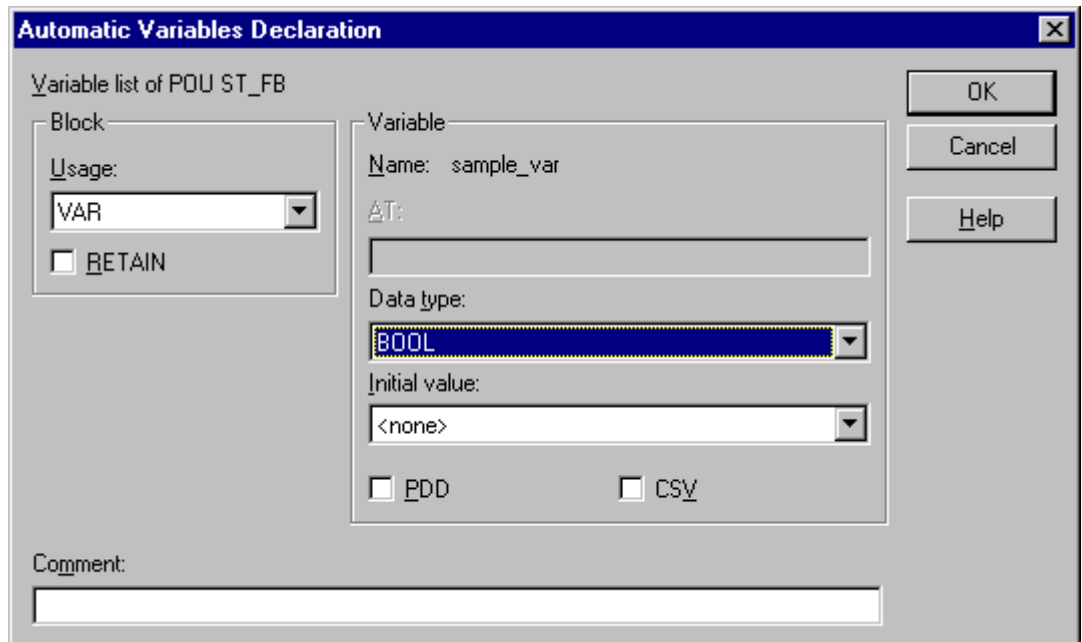 Automatic Variables Declaration
Variable list of POU ST_FB
OK
Block
Variable
Cancel
Usage:
Name: sample_var
VAR
AT:
Help
RETAIN
Data type:
BOOL
Initial value:
<none>
PDD
CSV
Comment: